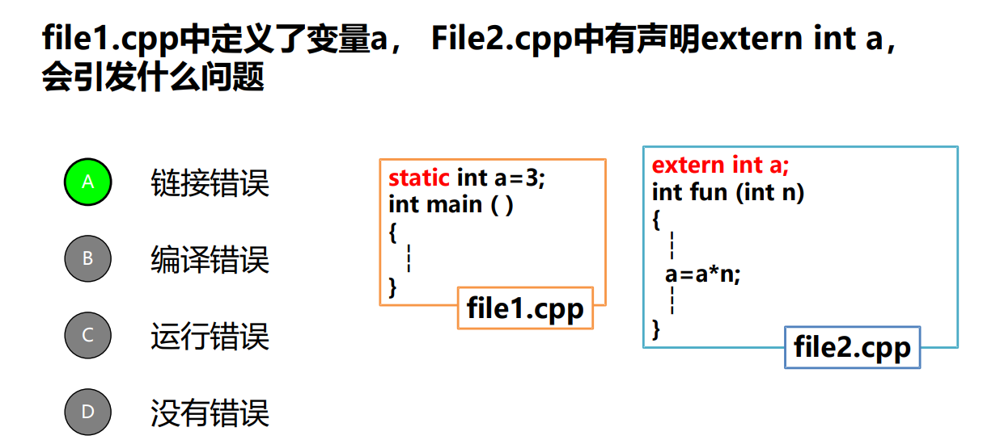 file1.cpp中定义了变量a， File2.cpp中有声明extern int a，
会引发什么问题
A 链接错误
B 编译错误
C 运行错误
D 没有错误
static int a=3;
int main ( )
{
}
file1.cpp
extern int a;
int fun (int n)
{
a=a*n;
}
file2.cpp